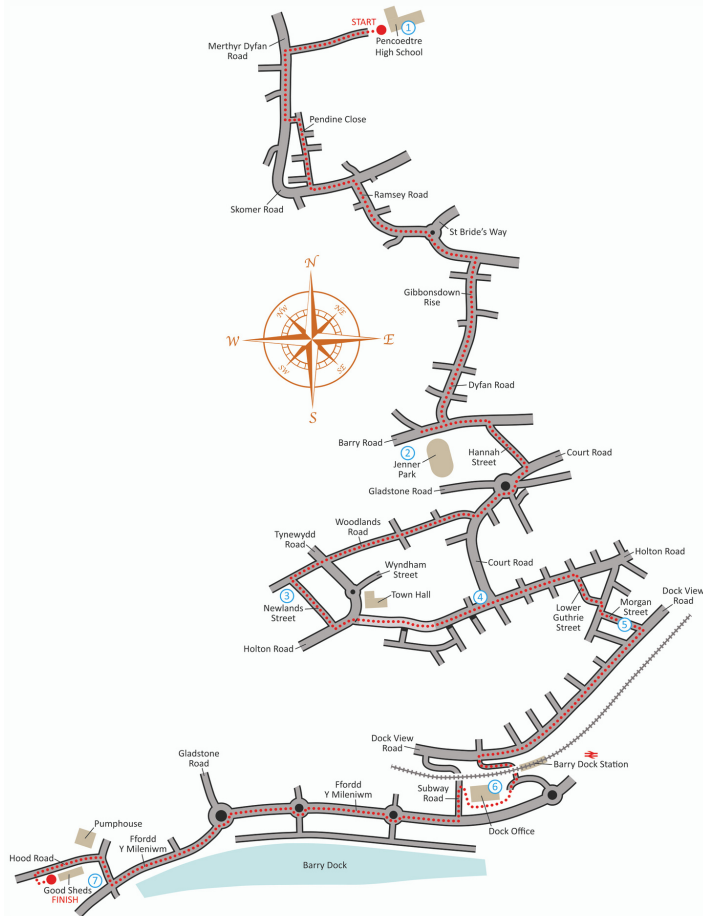 START
1
Pencoedtre
High School
Merthyr Dyfan
Road
Pendine Close
Ramsey Road
Skomer Road
St Bride's Way
N
NW
NE
W
E
SW
SE
S
Gibbonsdown
Rise
Dyfan Road
Barry Road
2
Jenner
Park
Hannah
Street
Court Road
Gladstone Road
Woodlands
Road
Tynewydd
Road
Wyndham
Street
Court Road
Holton Road
3
Newlands
Street
Town Hall
4
Lower
Guthrie
Street
Morgan
Street
5
Dock View
Road
Holton Road
Dock View
Road
Barry Dock Station
Gladstone
Road
Ffordd
Y Mileniwm
Subway
Road
6
Dock Office
Pumphouse
Ffordd
Y Mileniwm
Hood Road
Good Sheds
FINISH
7
Barry Dock